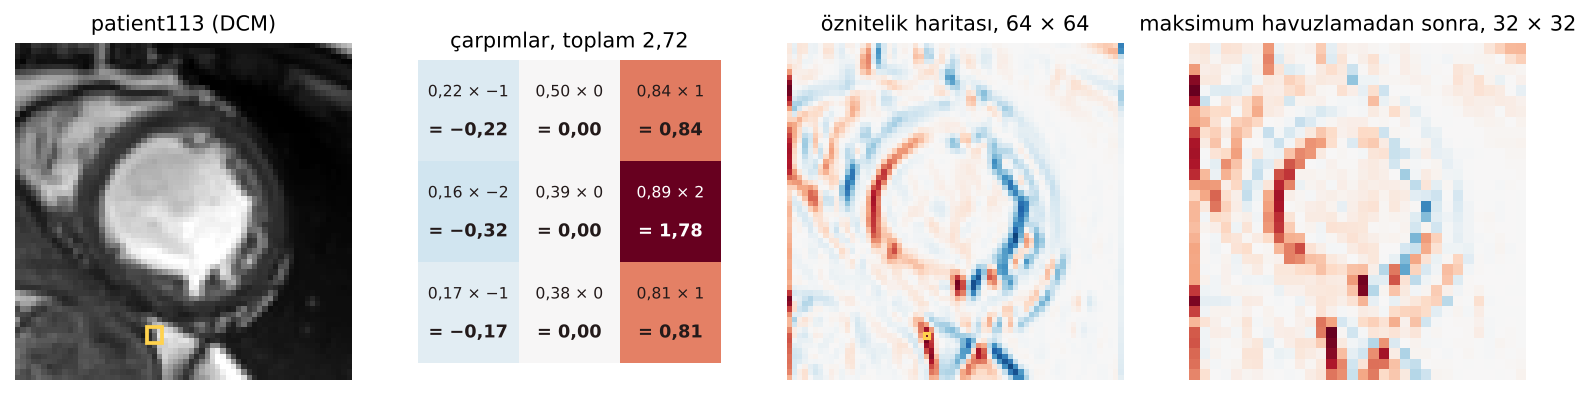 patient113 (DCM)
çarpımlar, toplam 2,72
0,22 × −1
= −0,22
0,50 × 0
= 0,00
0,84 × 1
= 0,84
0,16 × −2
= −0,32
0,39 × 0
= 0,00
0,89 × 2
= 1,78
0,17 × −1
= −0,17
0,38 × 0
= 0,00
0,81 × 1
= 0,81
öznitelik haritası, 64 × 64
maksimum havuzlamadan sonra, 32 × 32